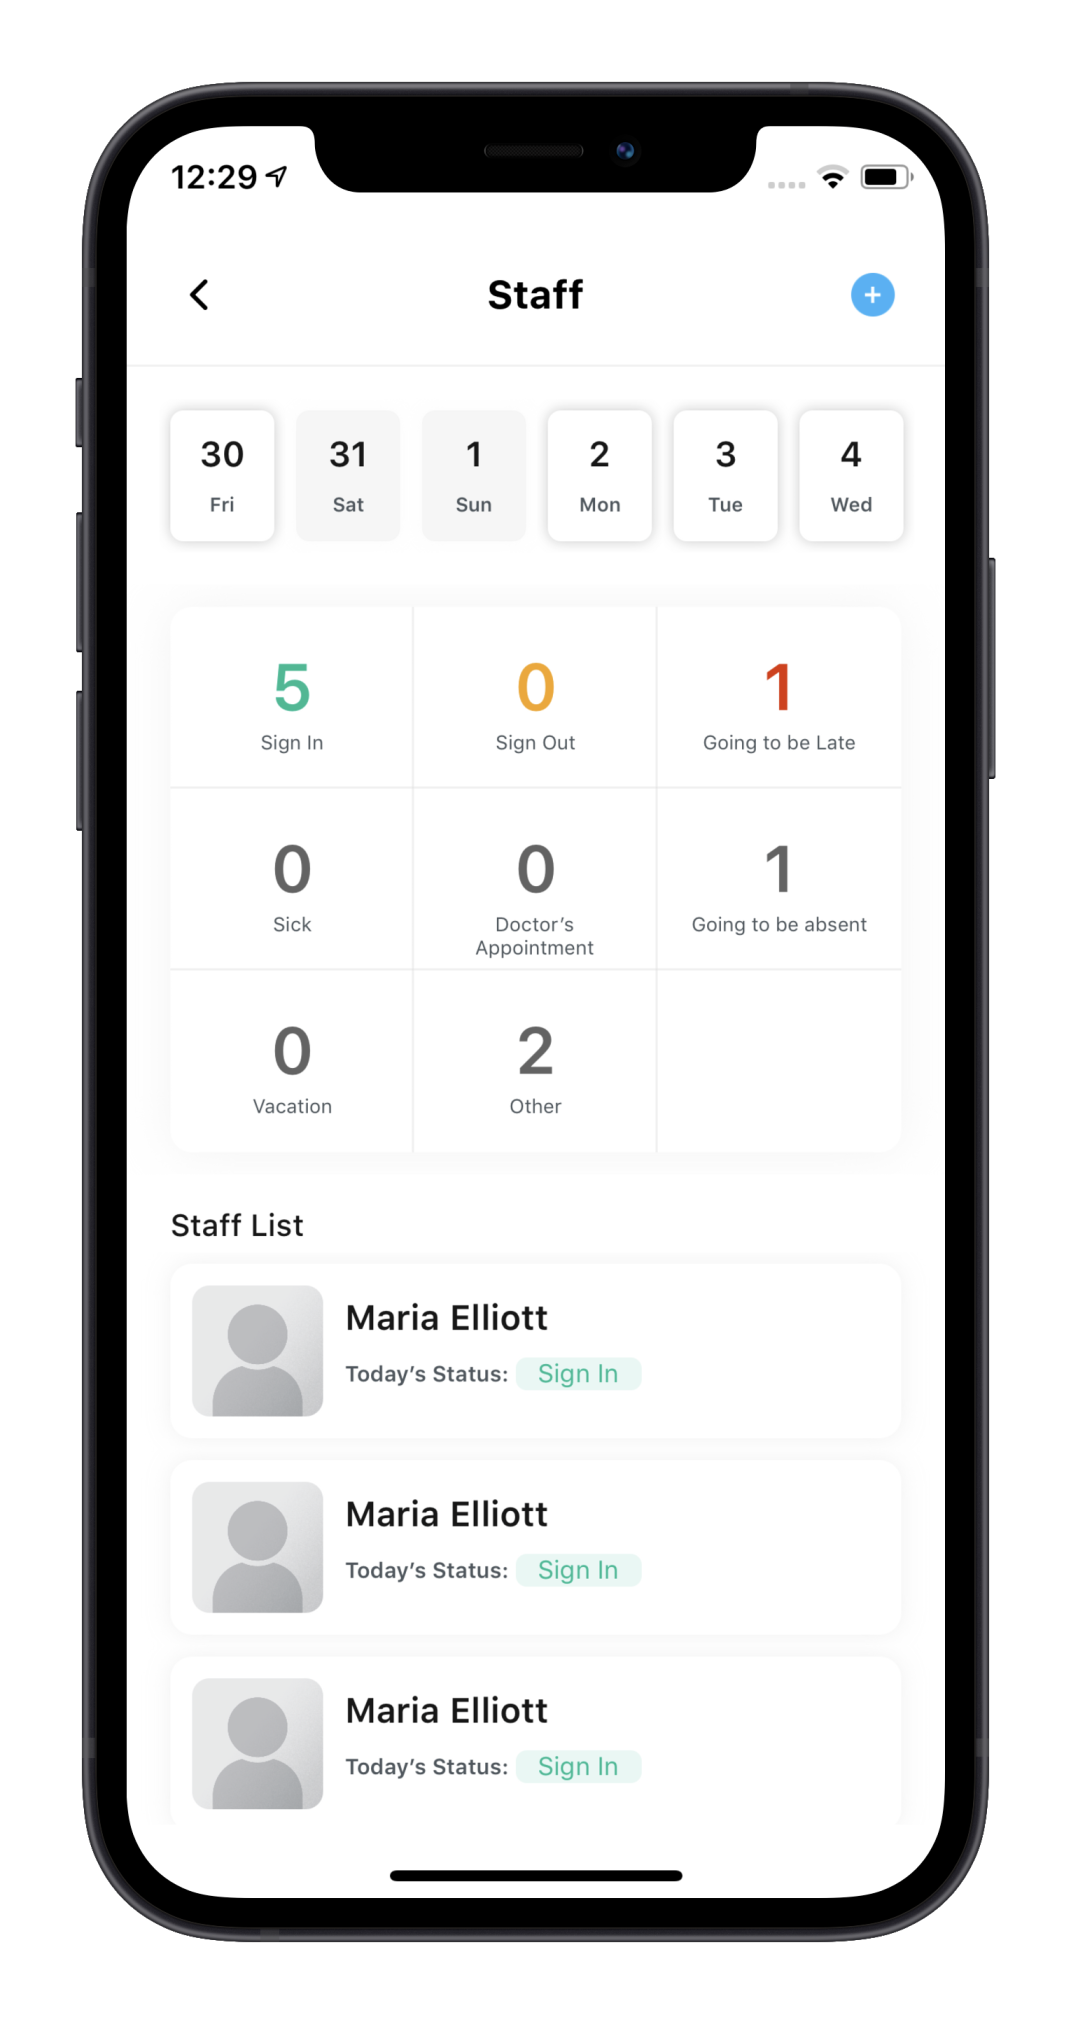 12:29
Staff
+
30 31 1 2 3 4
Fri Sat Sun Mon Tue Wed
5 0 1
Sign In Sign Out Going to be Late
0 0 1
Sick Doctor’s Going to be absent
Appointment
0 2
Vacation Other
Staff List
Maria Elliott
Today’s Status: Sign In
Maria Elliott
Today’s Status: Sign In
Maria Elliott
Today’s Status: Sign In